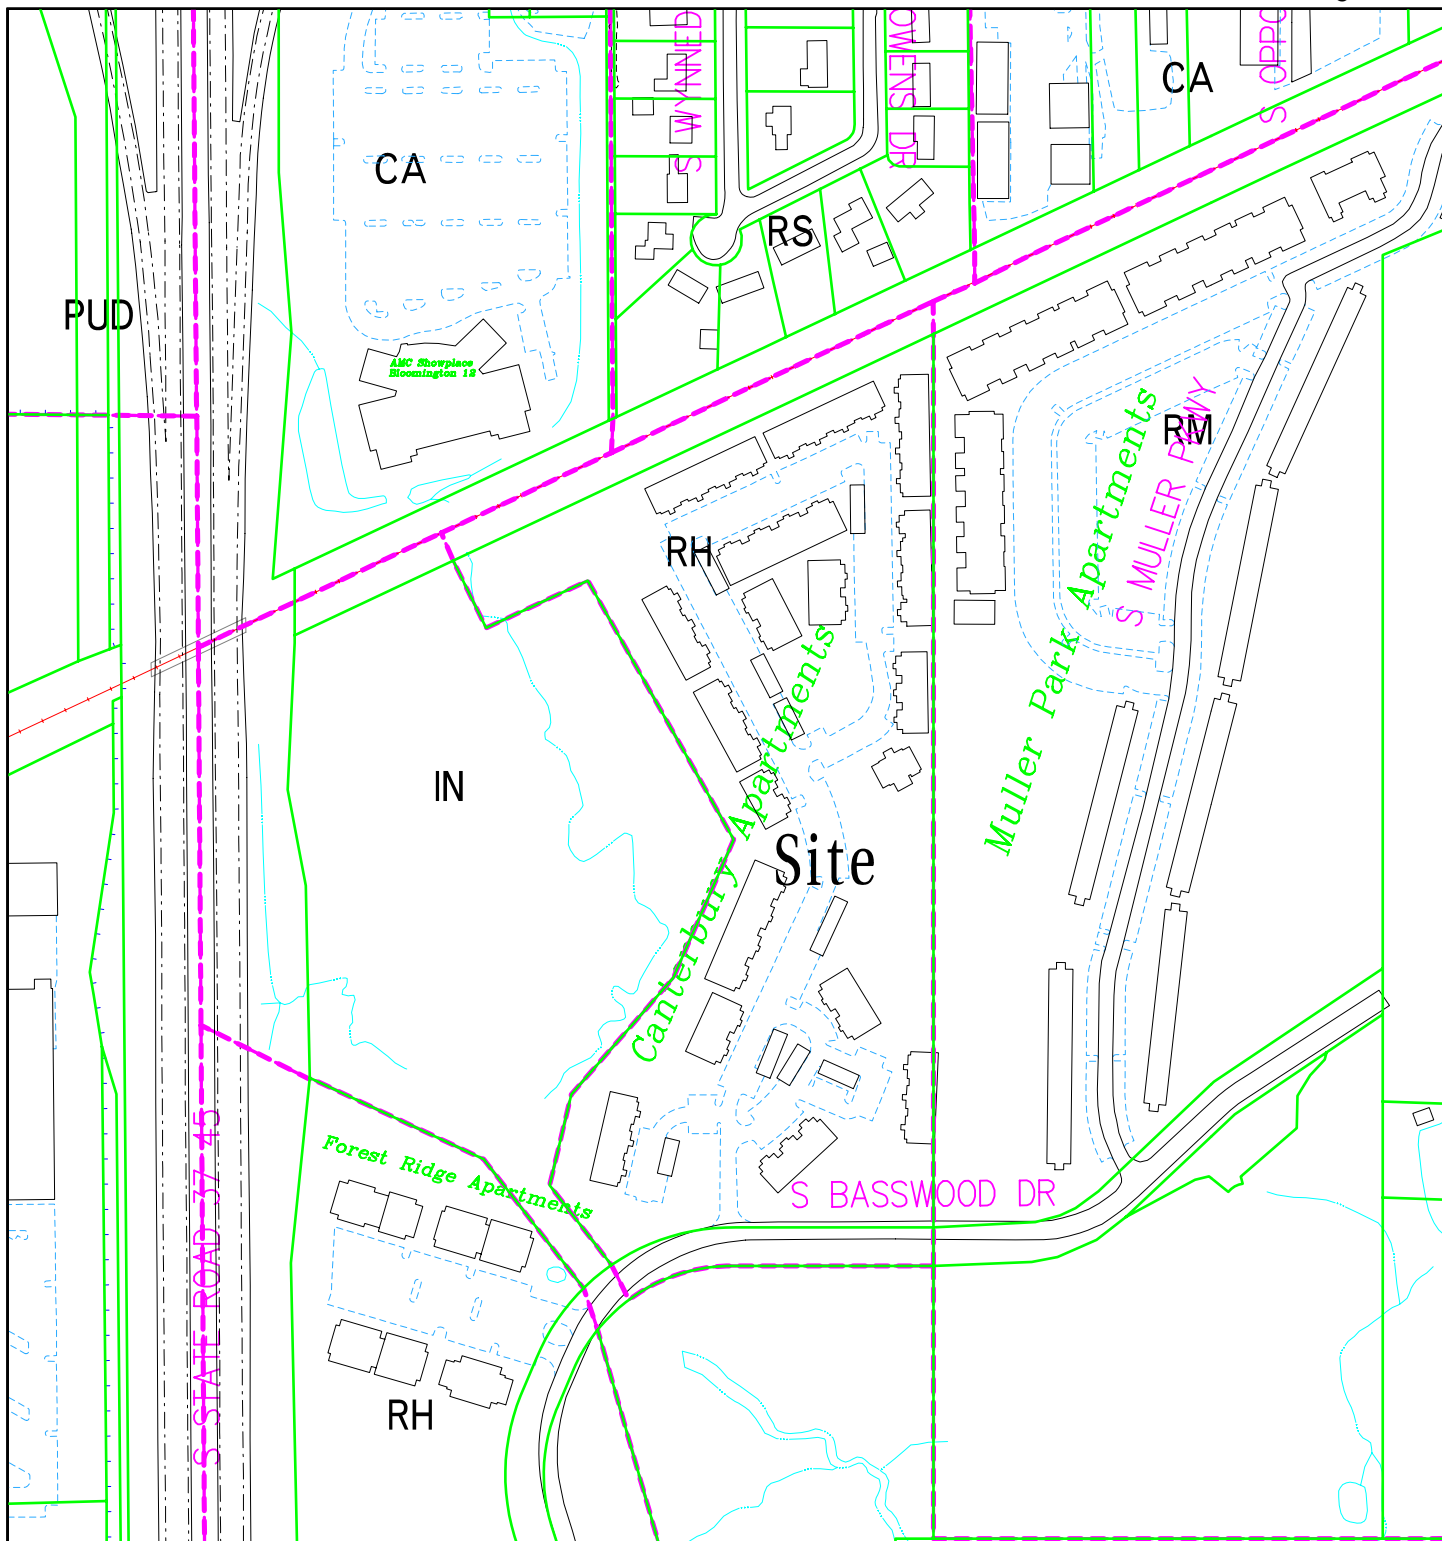 S WYNNED
OWENS DR
CA
S OPPO
CA
RS
PUD
AMC Showplace
Bloomington 12
RM
S MULLER PKWY
Muller Park Apartments
RH
IN
Site
Canterbury Apartments
Forest Ridge Apartments
S BASSWOOD DR
S STATE ROAD 37 45
RH